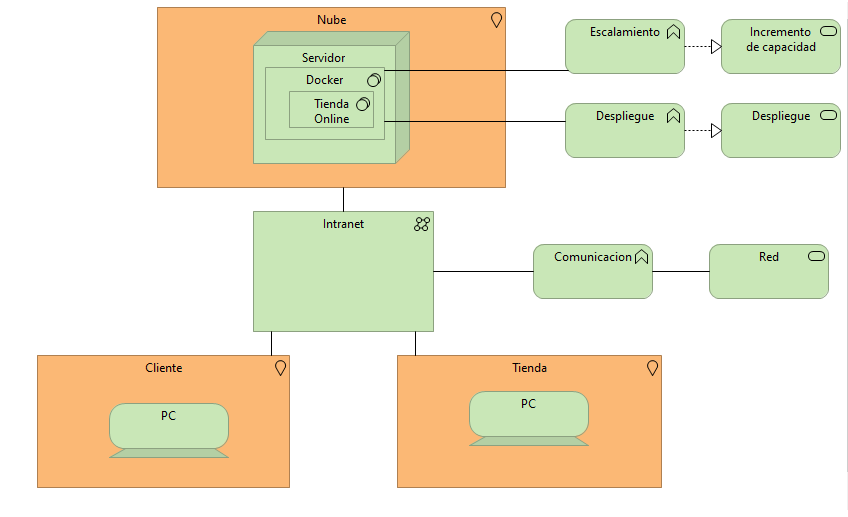 Nube
Servidor
Docker
Tienda
Online
Escalamiento
Incremento
de capacidad
Despliegue
Despliegue
Intranet
Comunicacion
Red
Cliente
PC
Tienda
PC